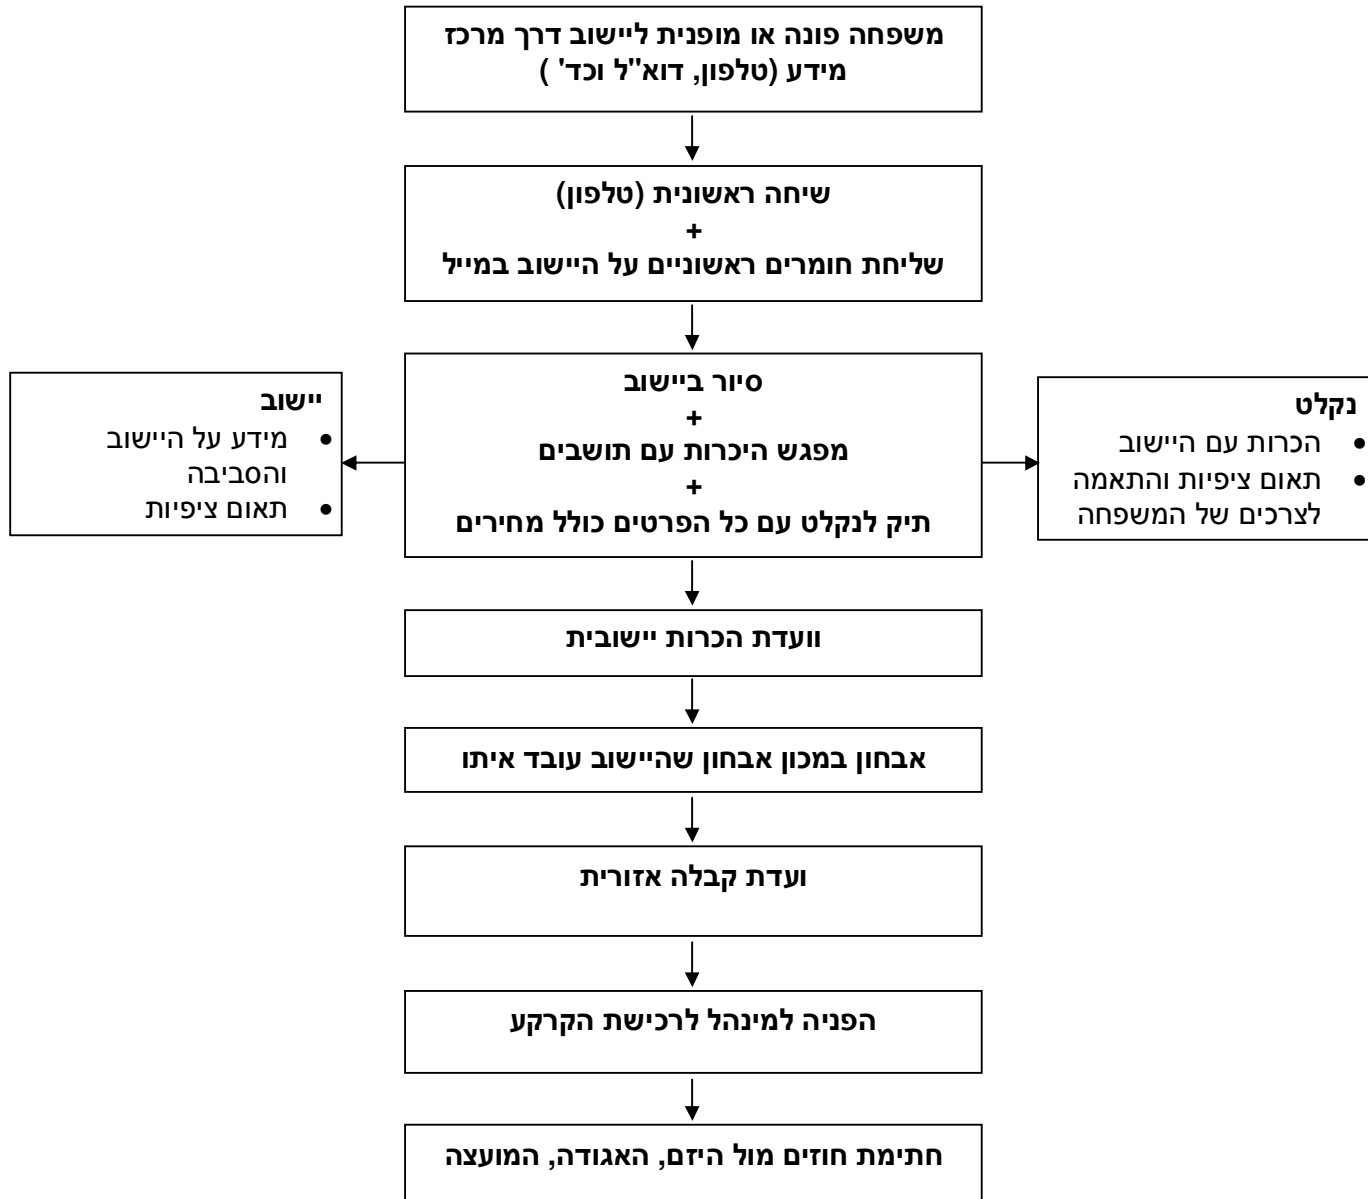 משפחה פונה או מופנית ליישוב דרך מרכז
מידע (טלפון, דוא"ל וכד' )
שיחה ראשונית (טלפון)
+
שליחת חומרים ראשוניים על היישוב במייל
סיור ביישוב
+
מפגש היכרות עם תושבים
+
תיק לנקלט עם כל הפרטים כולל מחירים
נקלט
• הכרות עם היישוב
• תאום ציפיות והתאמה
לצרכים של המשפחה
יישוב
• מידע על היישוב
והסביבה
• תאום ציפיות
וועדת הכרות יישובית
אבחון במכון אבחון שהיישוב עובד איתו
ועדת קבלה אזורית
הפניה למינהל לרכישת הקרקע
חתימת חוזים מול היזם, האגודה, המועצה